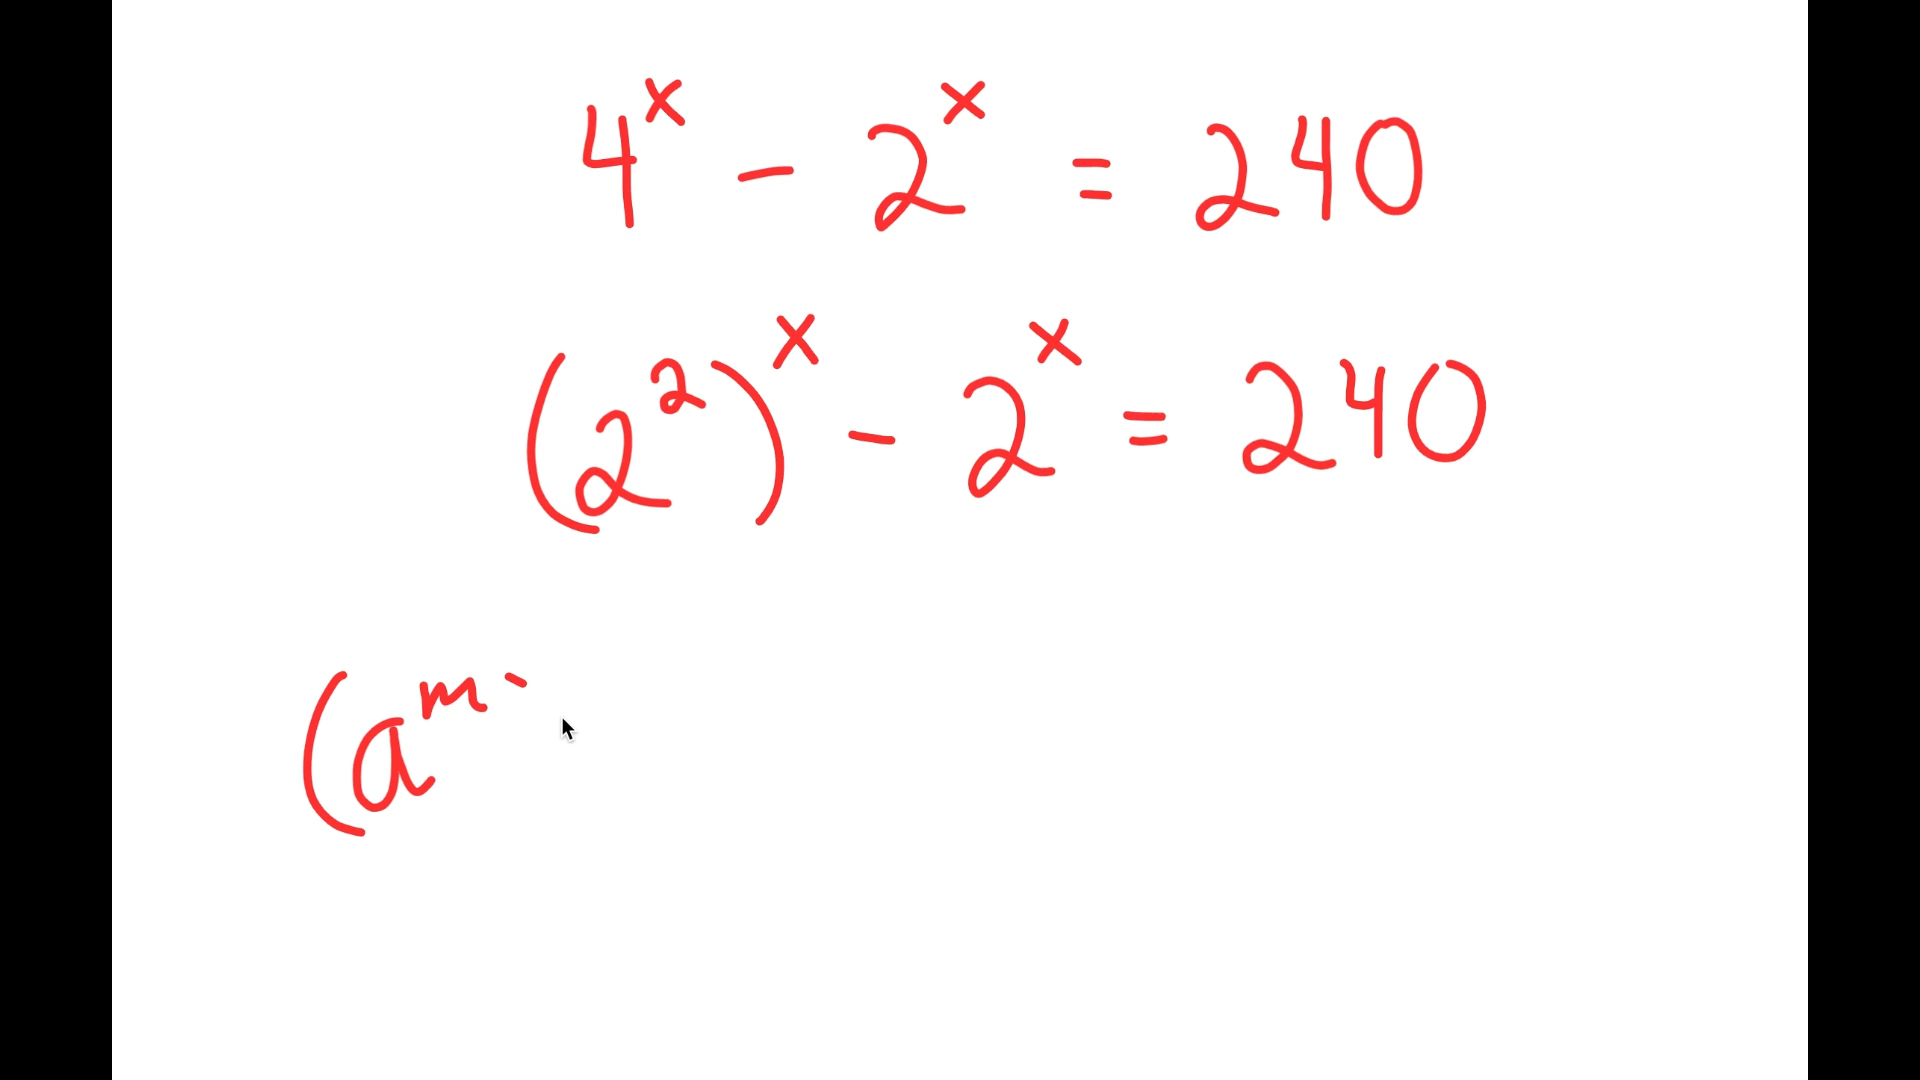 4^x - 2^x = 240
(2^2)^x - 2^x = 240
(a^m